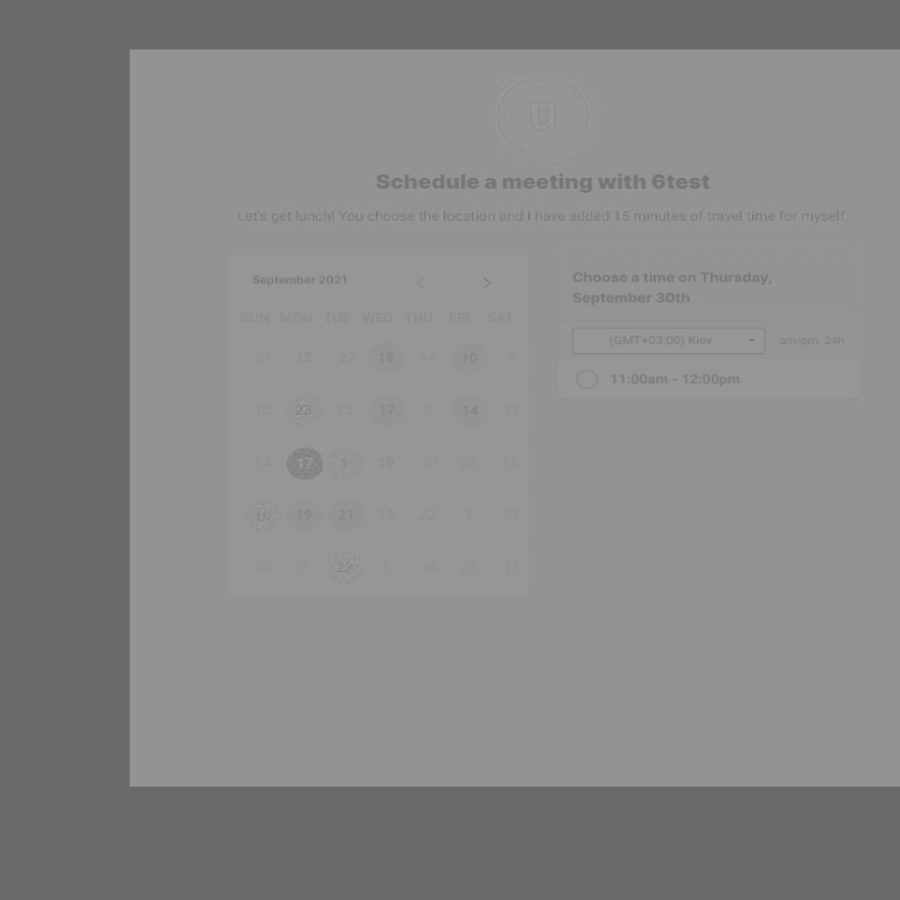 u
Schedule a meeting with 6test
Let's get lunch! You choose the location and I have added 15 minutes of travel time for myself.
September 2021
SUN MON TUE WED THU FRI SAT
31 12 27 18 14 10 8
15 23 15 17 2 14 17
14 17 1 19 22 15
16 19 21 15 22 1 14
20 7 22 1 26 29 17
Choose a time on Thursday,
September 30th
(GMT+03:00) Kiev am/pm 24h
11:00am - 12:00pm